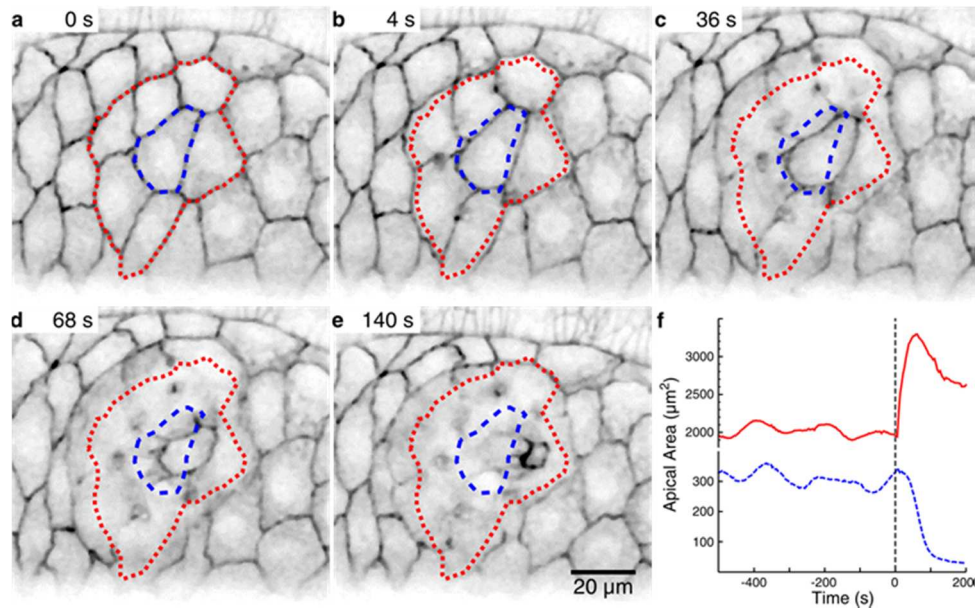 a 0 s
b 4 s
c 36 s
d 68 s
e 140 s
20 µm
f
3000
2500
2000
300
200
100
Apical Area (µm²)
-400 -200 0 200
Time (s)